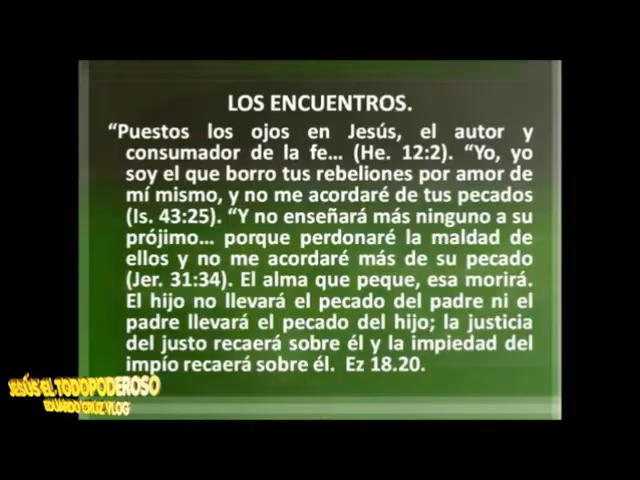 LOS ENCUENTROS.
“Puestos los ojos en Jesús, el autor y
consumador de la fe… (He. 12:2). “Yo, yo
soy el que borro tus rebeliones por amor de
mí mismo, y no me acordaré de tus pecados
(Is. 43:25). “Y no enseñará más ninguno a su
prójimo… porque perdonaré la maldad de
ellos y no me acordaré más de su pecado
(Jer. 31:34). El alma que peque, esa morirá.
El hijo no llevará el pecado del padre ni el
padre llevará el pecado del hijo; la justicia
del justo recaerá sobre él y la impiedad del
impío recaerá sobre él. Ez 18.20.
JESÚS EL TODOPODEROSO
EDUARDO CRUZ VLOG